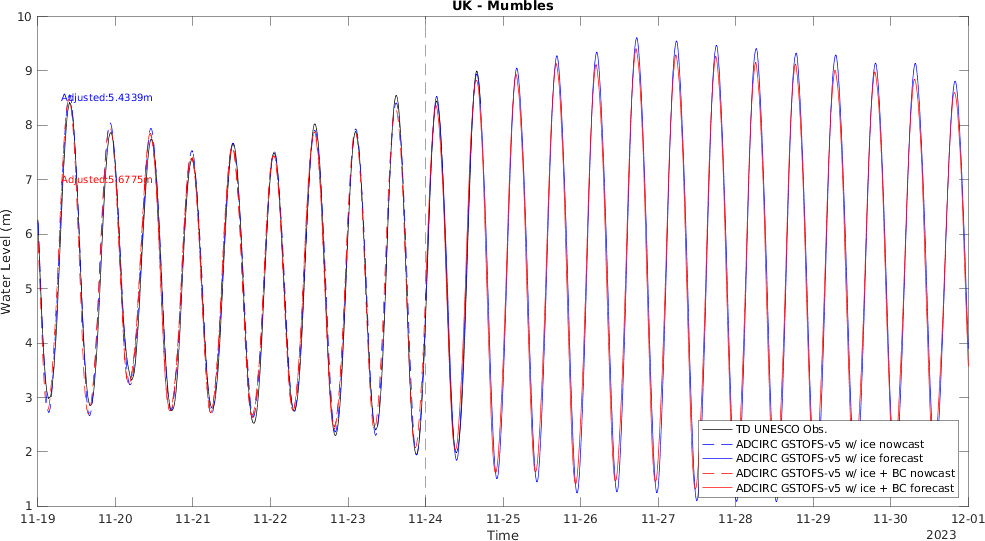 UK - Mumbles
10
9
8
7
6
5
4
3
2
1
Water Level (m)
Adjusted:5.4339m
Adjusted:5.6775m
TD UNESCO Obs.
ADCIRC GSTOFS-v5 w/ ice nowcast
ADCIRC GSTOFS-v5 w/ ice forecast
ADCIRC GSTOFS-v5 w/ ice + BC nowcast
ADCIRC GSTOFS-v5 w/ ice + BC forecast
11-19 11-20 11-21 11-22 11-23 11-24 11-25 11-26 11-27 11-28 11-29 11-30 12-01
Time
2023